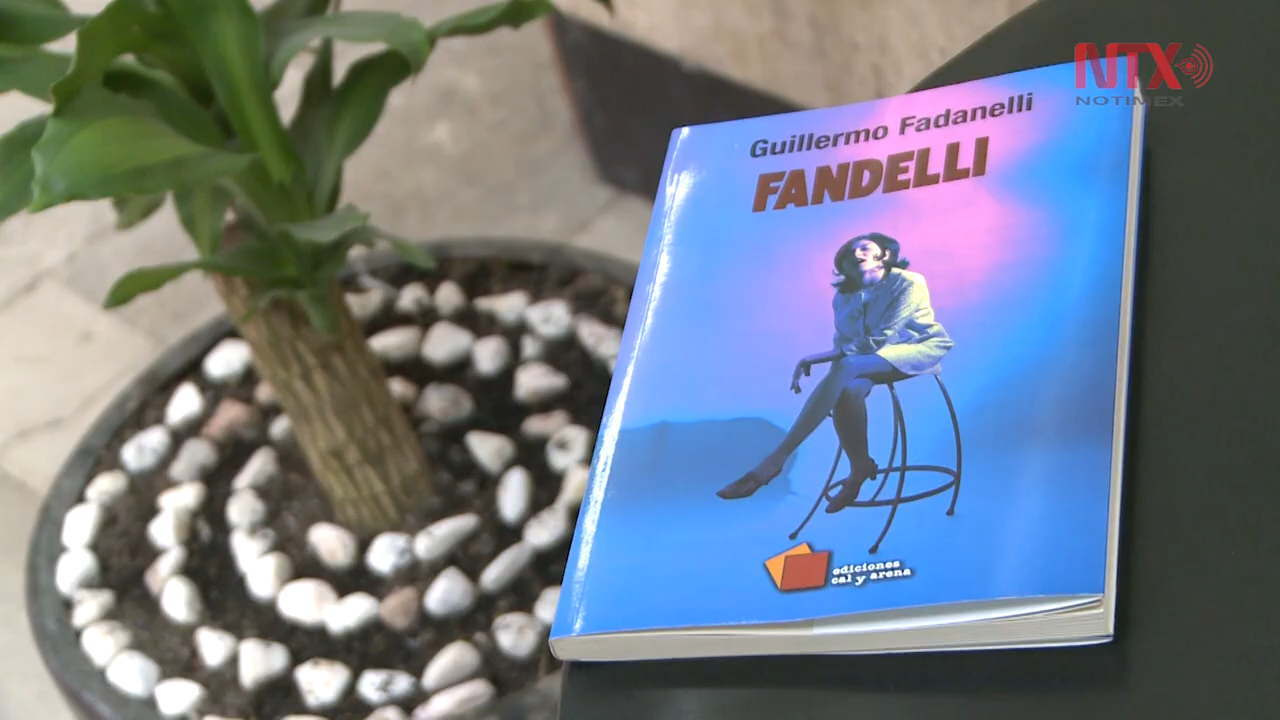 NTX
NOTIMEX
Guillermo Fadanelli
FANDELLI
ediciones
cal y arena